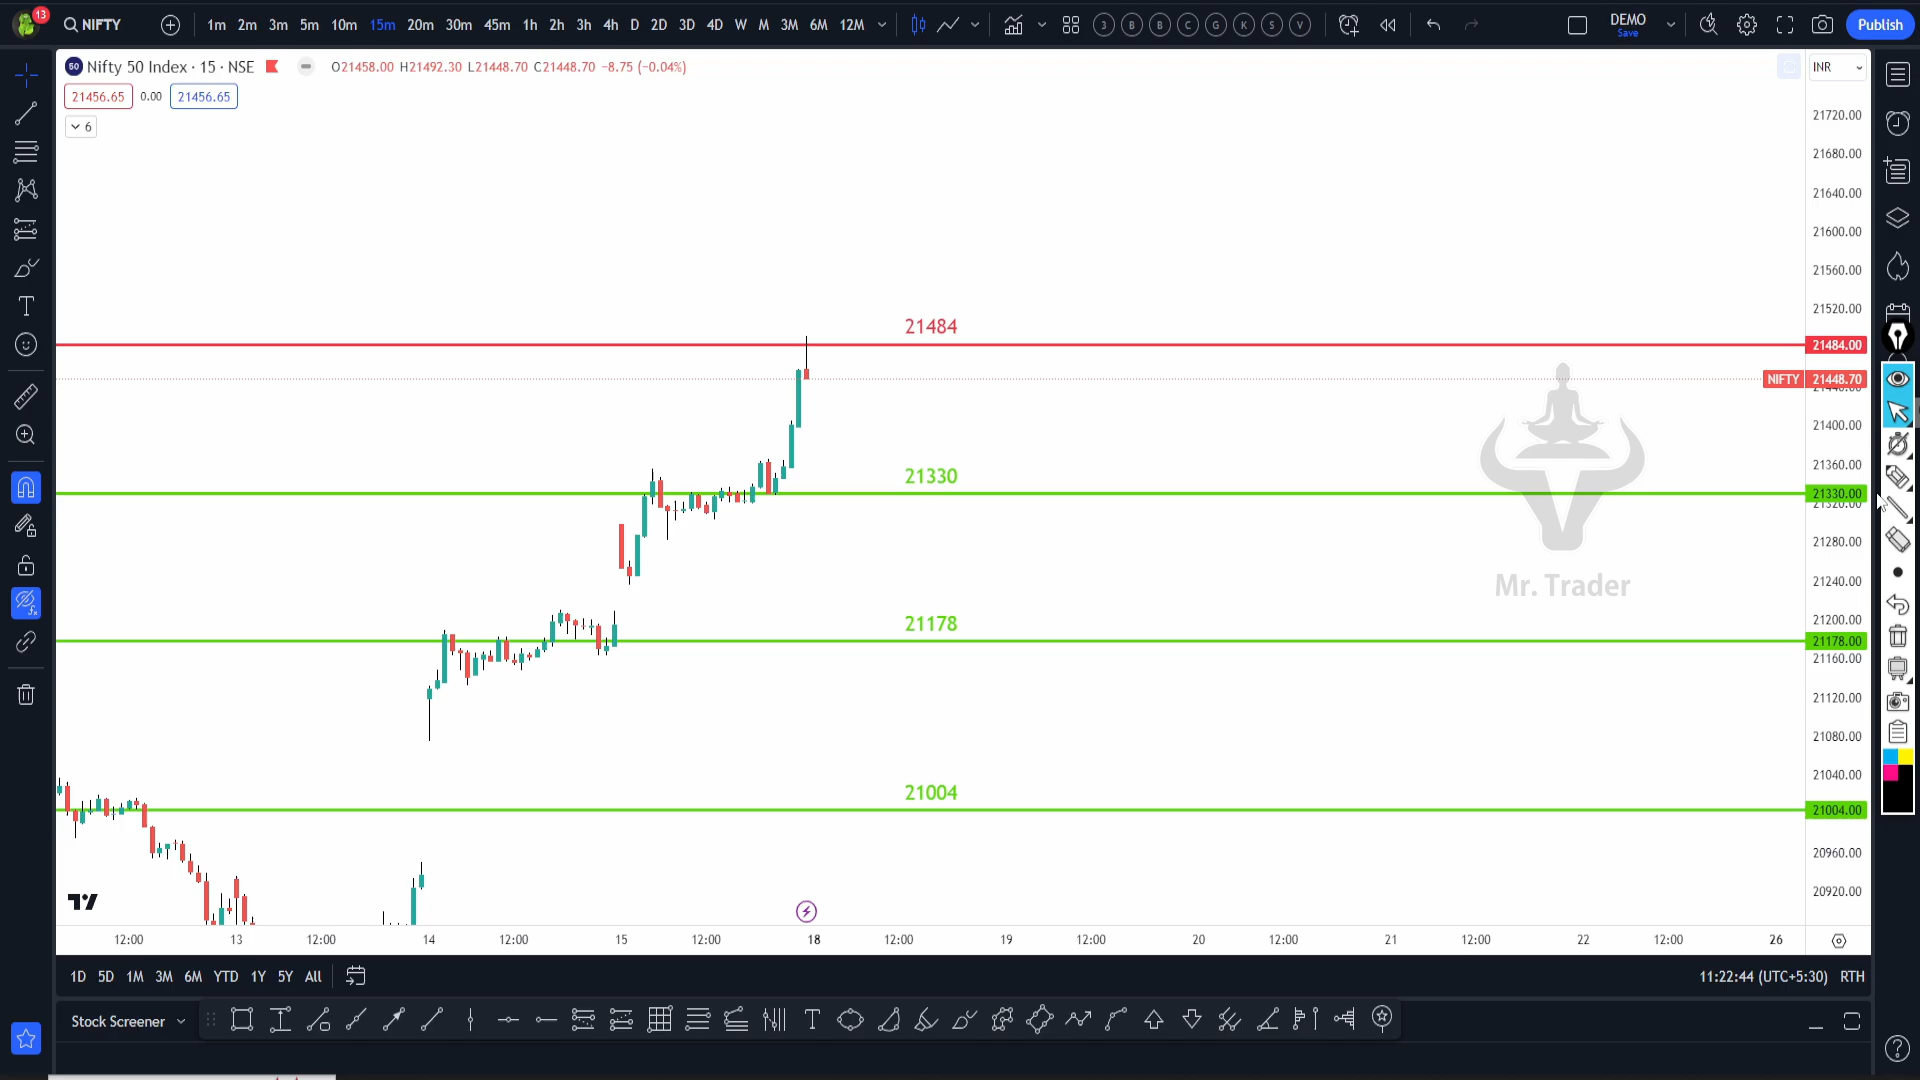 13
NIFTY
1m 2m 3m 5m 10m 15m 20m 30m 45m 1h 2h 3h 4h D 2D 3D 4D W M 3M 6M 12M
3 B B C G K S V
DEMO
Save
Publish
50 Nifty 50 Index · 15 · NSE
O21458.00 H21492.30 L21448.70 C21448.70 −8.75 (−0.04%)
INR
21456.65 0.00 21456.65
6
21720.00
21680.00
21640.00
21600.00
21560.00
21520.00
21484
21484.00
NIFTY 21448.70
21400.00
21360.00
21330
21330.00
21320.00
21280.00
21240.00
Mr. Trader
21200.00
21178
21178.00
21160.00
21120.00
21080.00
21040.00
21004
21004.00
20960.00
20920.00
12:00 13 12:00 14 12:00 15 12:00 18 12:00 19 12:00 20 12:00 21 12:00 22 12:00 26
1D 5D 1M 3M 6M YTD 1Y 5Y All
11:22:44 (UTC+5:30) RTH
Stock Screener